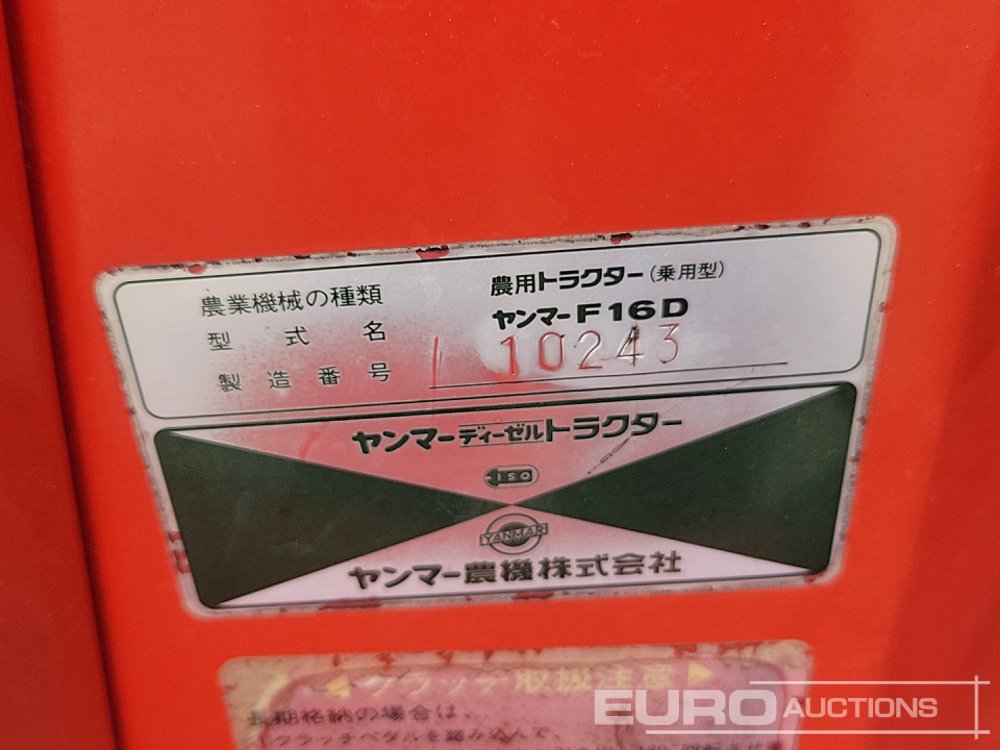 農業機械の種類 農用トラクター(乗用型)
型式名 ヤンマーF16D
製造番号 10243
ヤンマーディーゼルトラクター
ISO
YANMAR
ヤンマー農機株式会社
◀クラッチ取扱注意▶
長期格納の場合は、
クラッチペダルを踏み込んで、
EURO AUCTIONS